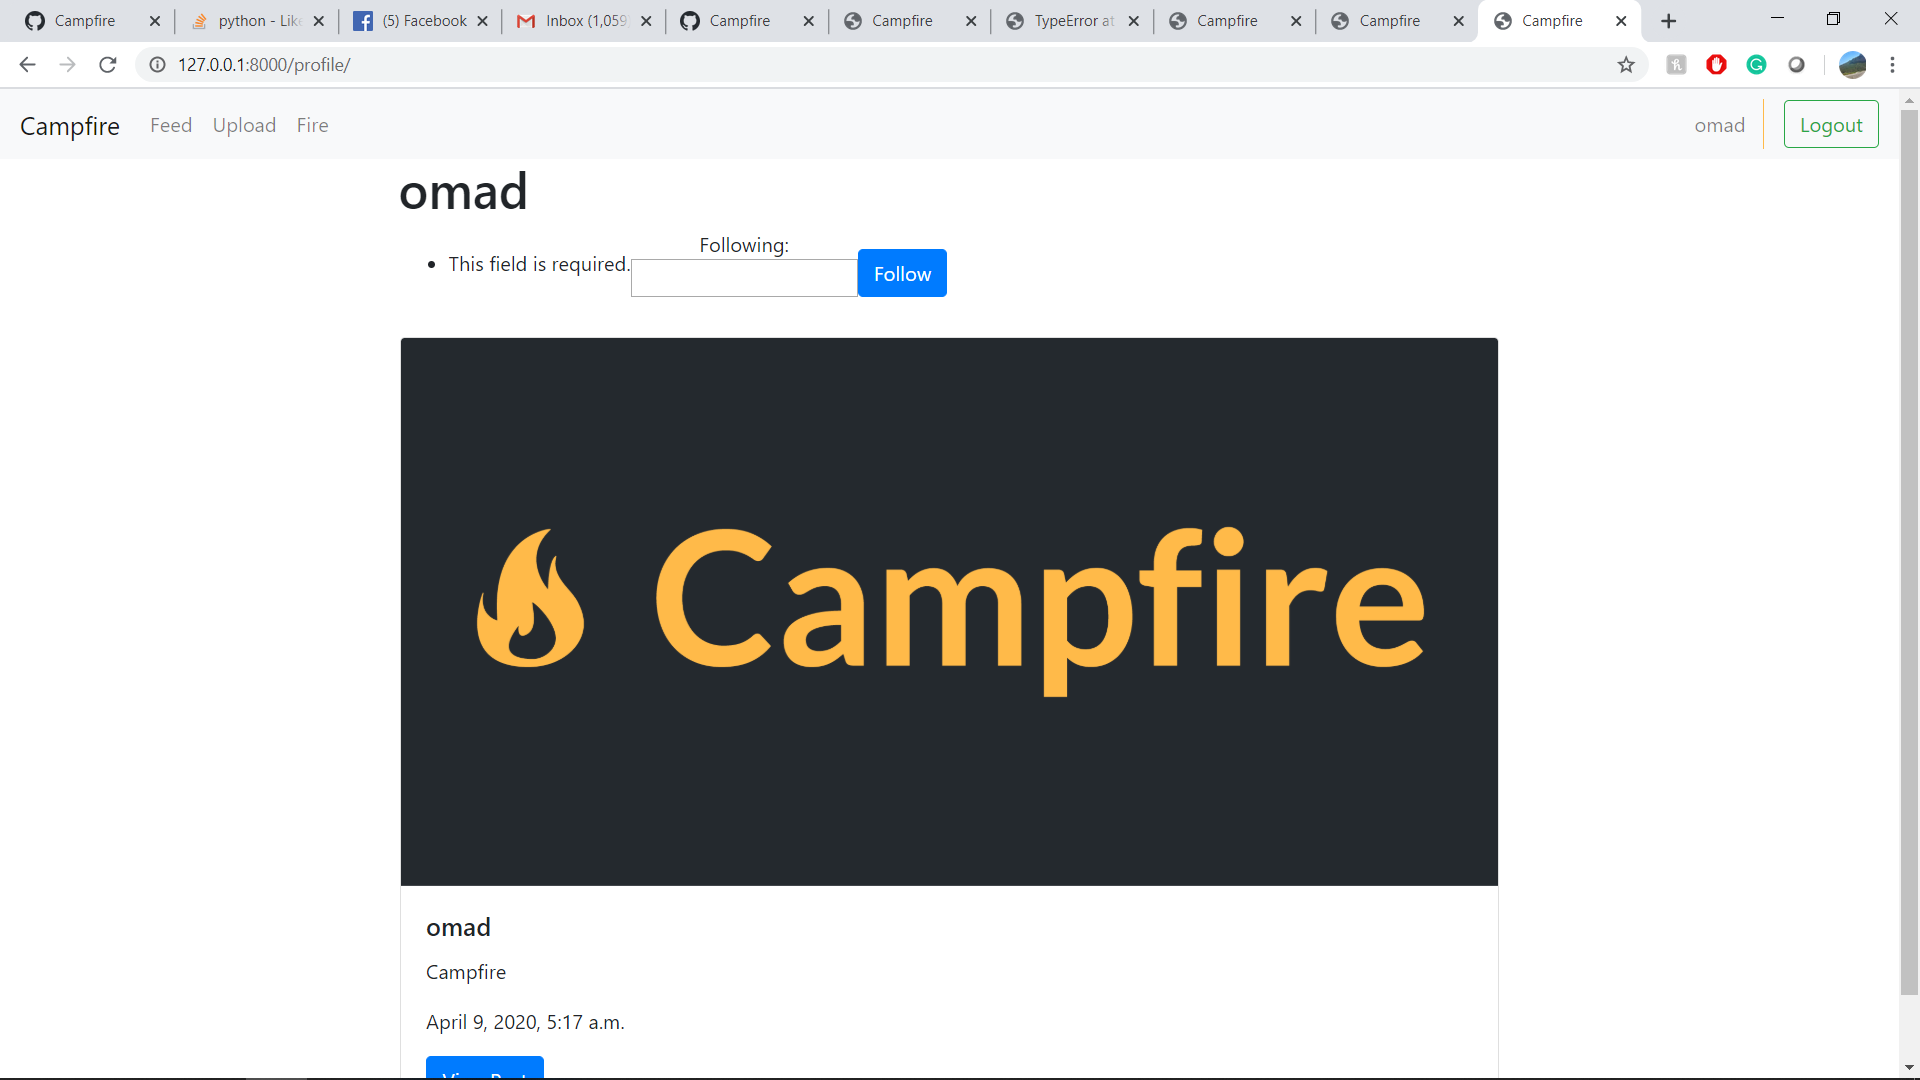 Campfire
python - Lik
(5) Facebook
Inbox (1,059
Campfire
Campfire
TypeError at
Campfire
Campfire
Campfire
127.0.0.1:8000/profile/
Campfire Feed Upload Fire omad Logout
omad
Following:
This field is required.
Follow
Campfire
omad
Campfire
April 9, 2020, 5:17 a.m.